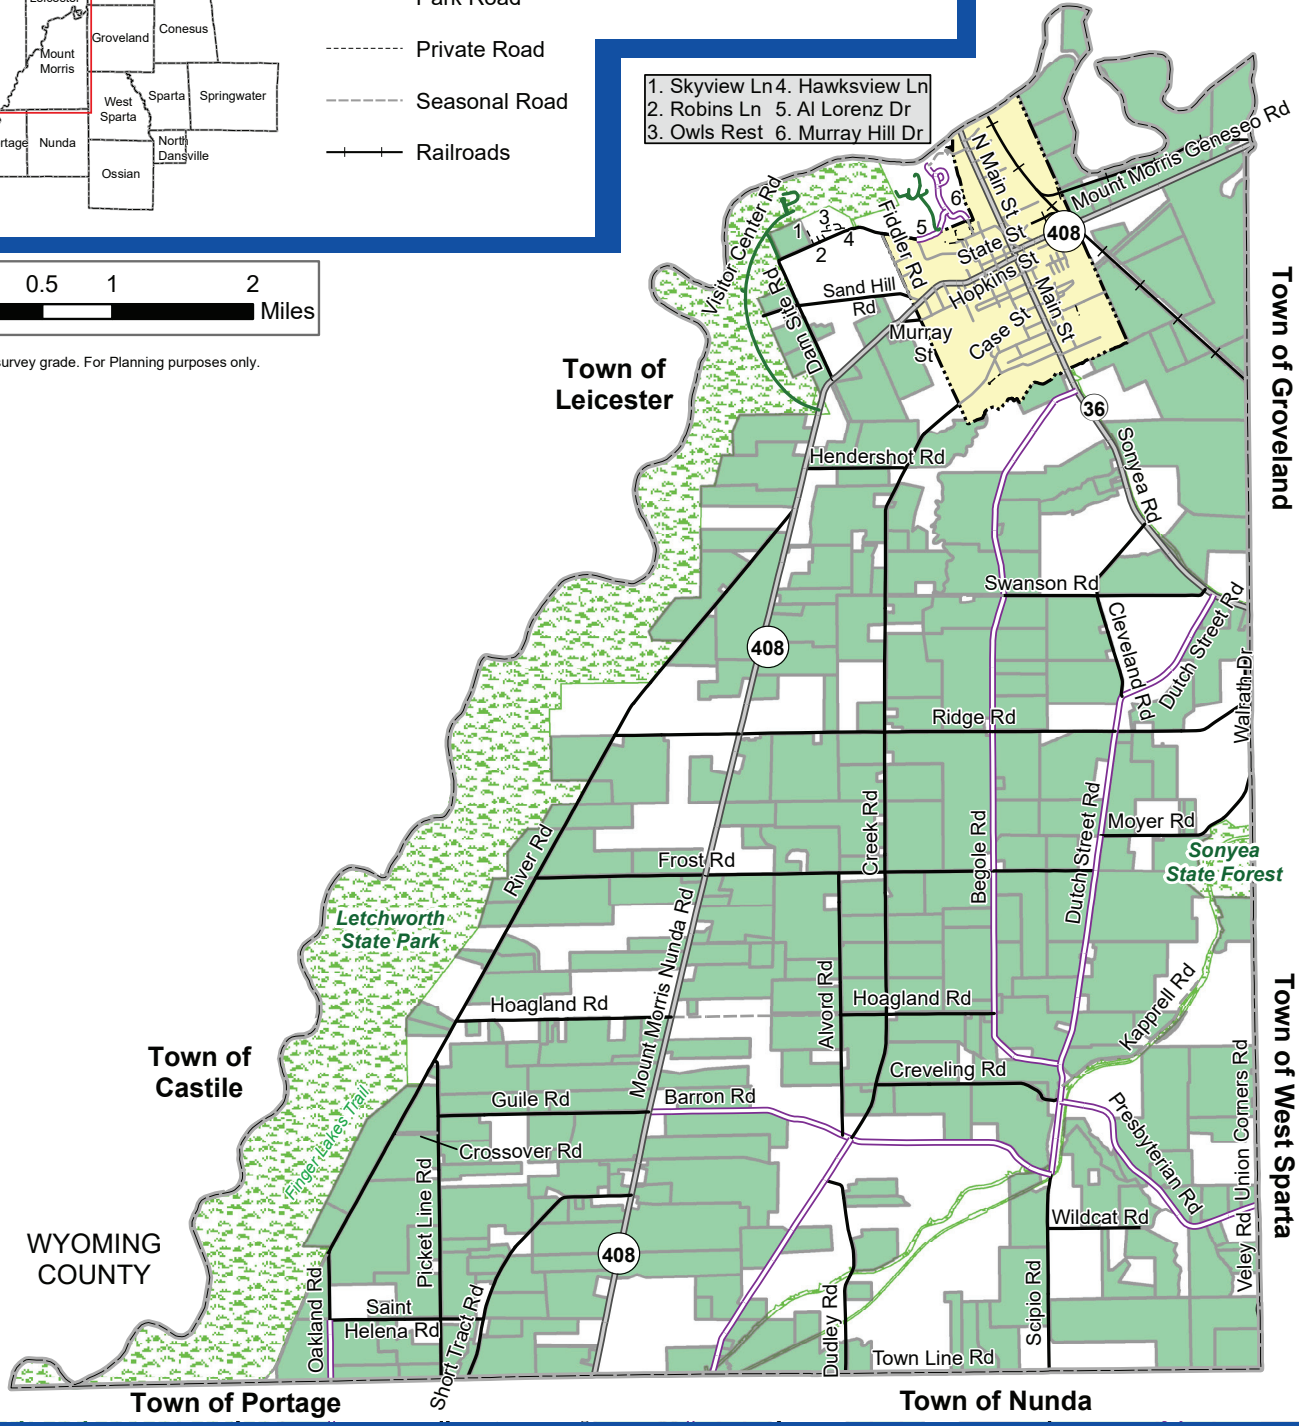 Conesus
Groveland
Mount
Morris
West
Sparta
Sparta
Springwater
Nunda
North
Dansville
Ossian
Private Road
Seasonal Road
Railroads
1. Skyview Ln 4. Hawksview Ln
2. Robins Ln 5. Al Lorenz Dr
3. Owls Rest 6. Murray Hill Dr
0.5 1 2
Miles
survey grade. For Planning purposes only.
Mount Morris Geneseo Rd
N Main St
Visitor Center Rd
Fiddler Rd
1
3
2
4
5
6
State St
408
Hopkins St
Main St
Sand Hill
Rd
Dam Site Rd
Murray
St
Case St
Town of
Leicester
Town of Groveland
36
Hendershot Rd
Sonyea Rd
Swanson Rd
Cleveland Rd
Dutch Street Rd
Walrath Dr
408
Ridge Rd
Creek Rd
Begole Rd
Dutch Street Rd
Moyer Rd
Sonyea
State Forest
River Rd
Frost Rd
Letchworth
State Park
Mount Morris Nunda Rd
Hoagland Rd
Alvord Rd
Hoagland Rd
Kapprell Rd
Town of West Sparta
Town of
Castile
Creveling Rd
Guile Rd
Barron Rd
Finger Lakes Trail
Crossover Rd
Presbyterian Rd
Union Corners Rd
Picket Line Rd
Wildcat Rd
WYOMING
COUNTY
408
Veley Rd
Oakland Rd
Saint
Helena Rd
Short Tract Rd
Dudley Rd
Scipio Rd
Town Line Rd
Town of Portage
Town of Nunda